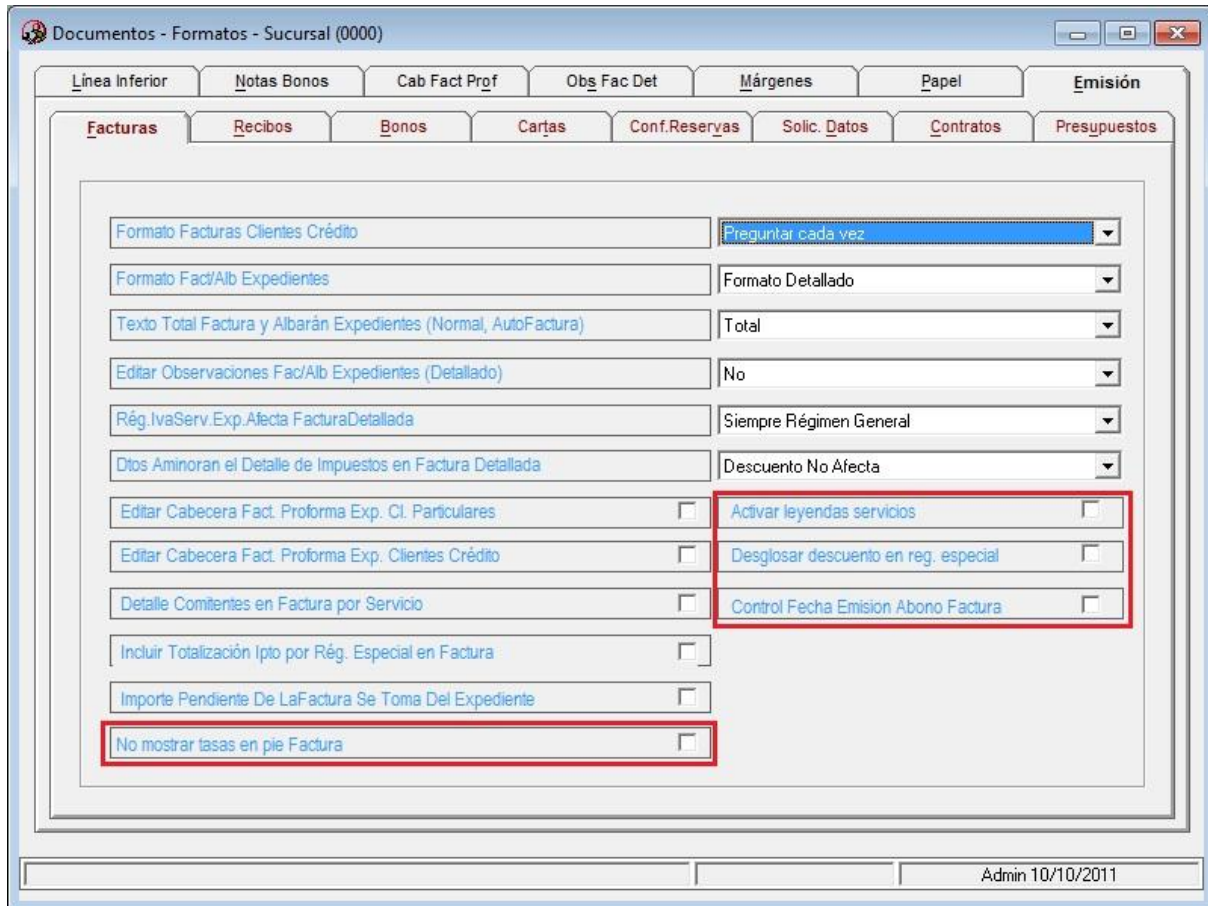 Documentos - Formatos - Sucursal (0000)
Línea Inferior Notas Bonos Cab Fact Prof Obs Fac Det Márgenes Papel Emisión
Facturas Recibos Bonos Cartas Conf.Reservas Solic. Datos Contratos Presupuestos
Formato Facturas Clientes Crédito Preguntar cada vez
Formato Fact/Alb Expedientes Formato Detallado
Texto Total Factura y Albarán Expedientes (Normal, AutoFactura) Total
Editar Observaciones Fac/Alb Expedientes (Detallado) No
Rég.IvaServ.Exp.Afecta FacturaDetallada Siempre Régimen General
Dtos Aminoran el Detalle de Impuestos en Factura Detallada Descuento No Afecta
Editar Cabecera Fact. Proforma Exp. Cl. Particulares Activar leyendas servicios
Editar Cabecera Fact. Proforma Exp. Clientes Crédito Desglosar descuento en reg. especial
Detalle Comitentes en Factura por Servicio Control Fecha Emision Abono Factura
Incluir Totalización Ipto por Rég. Especial en Factura
Importe Pendiente De LaFactura Se Toma Del Expediente
No mostrar tasas en pie Factura
Admin 10/10/2011